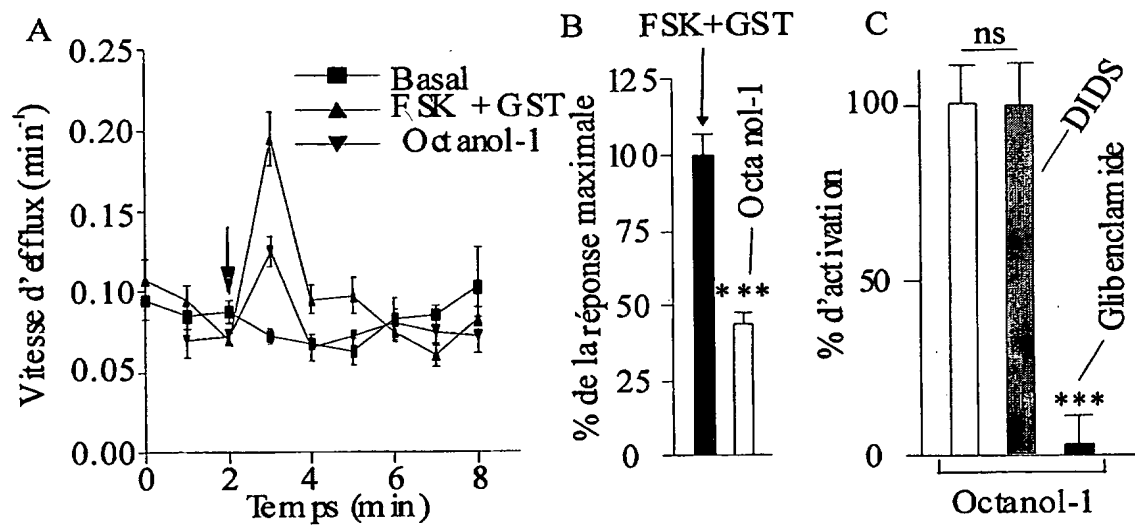 A
Vitesse d'efflux (min⁻¹)
0.25
0.20
0.15
0.10
0.05
0.00
Basal
FSK + GST
Octanol-1
0 2 4 6 8
Temps (min)
B
FSK+GST
% de la réponse maximale
125
100
75
50
25
0
Octanol-1
***
C
ns
% d'activation
100
50
0
DIDS
Glibenclamide
***
Octanol-1